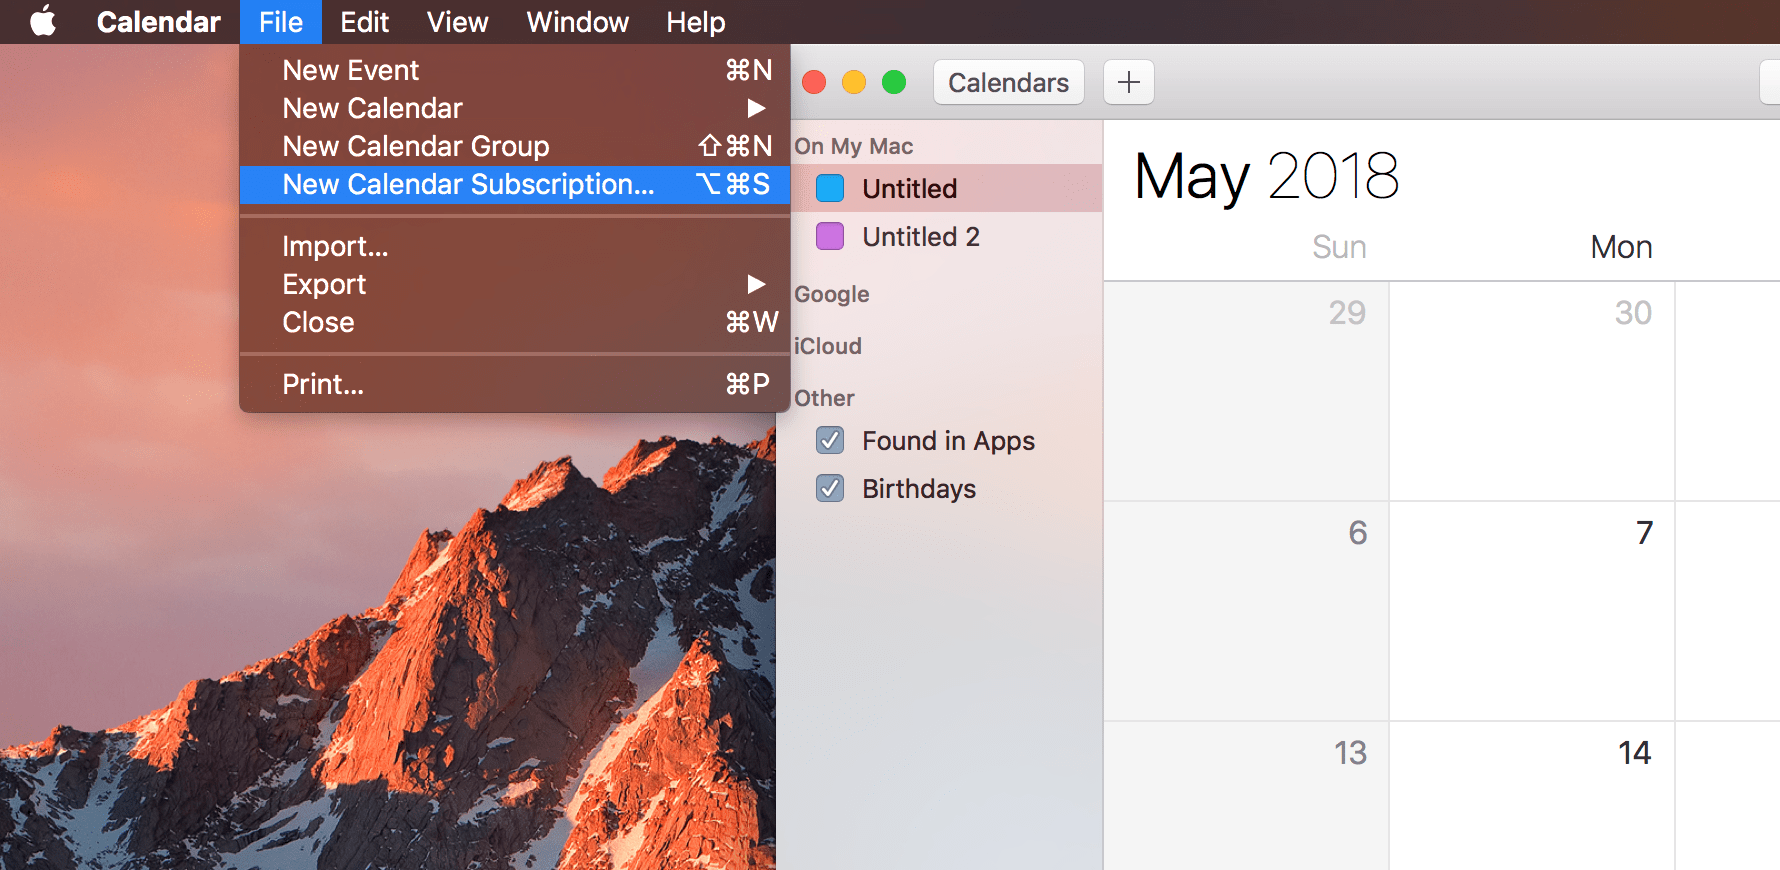 Calendar File Edit View Window Help
New Event ⌘N
New Calendar ▶
New Calendar Group ⇧⌘N
New Calendar Subscription... ⌥⌘S
Import...
Export ▶
Close ⌘W
Print... ⌘P
Calendars +
On My Mac
Untitled
Untitled 2
Google
iCloud
Other
Found in Apps
Birthdays
May 2018
Sun Mon
29 30
6 7
13 14